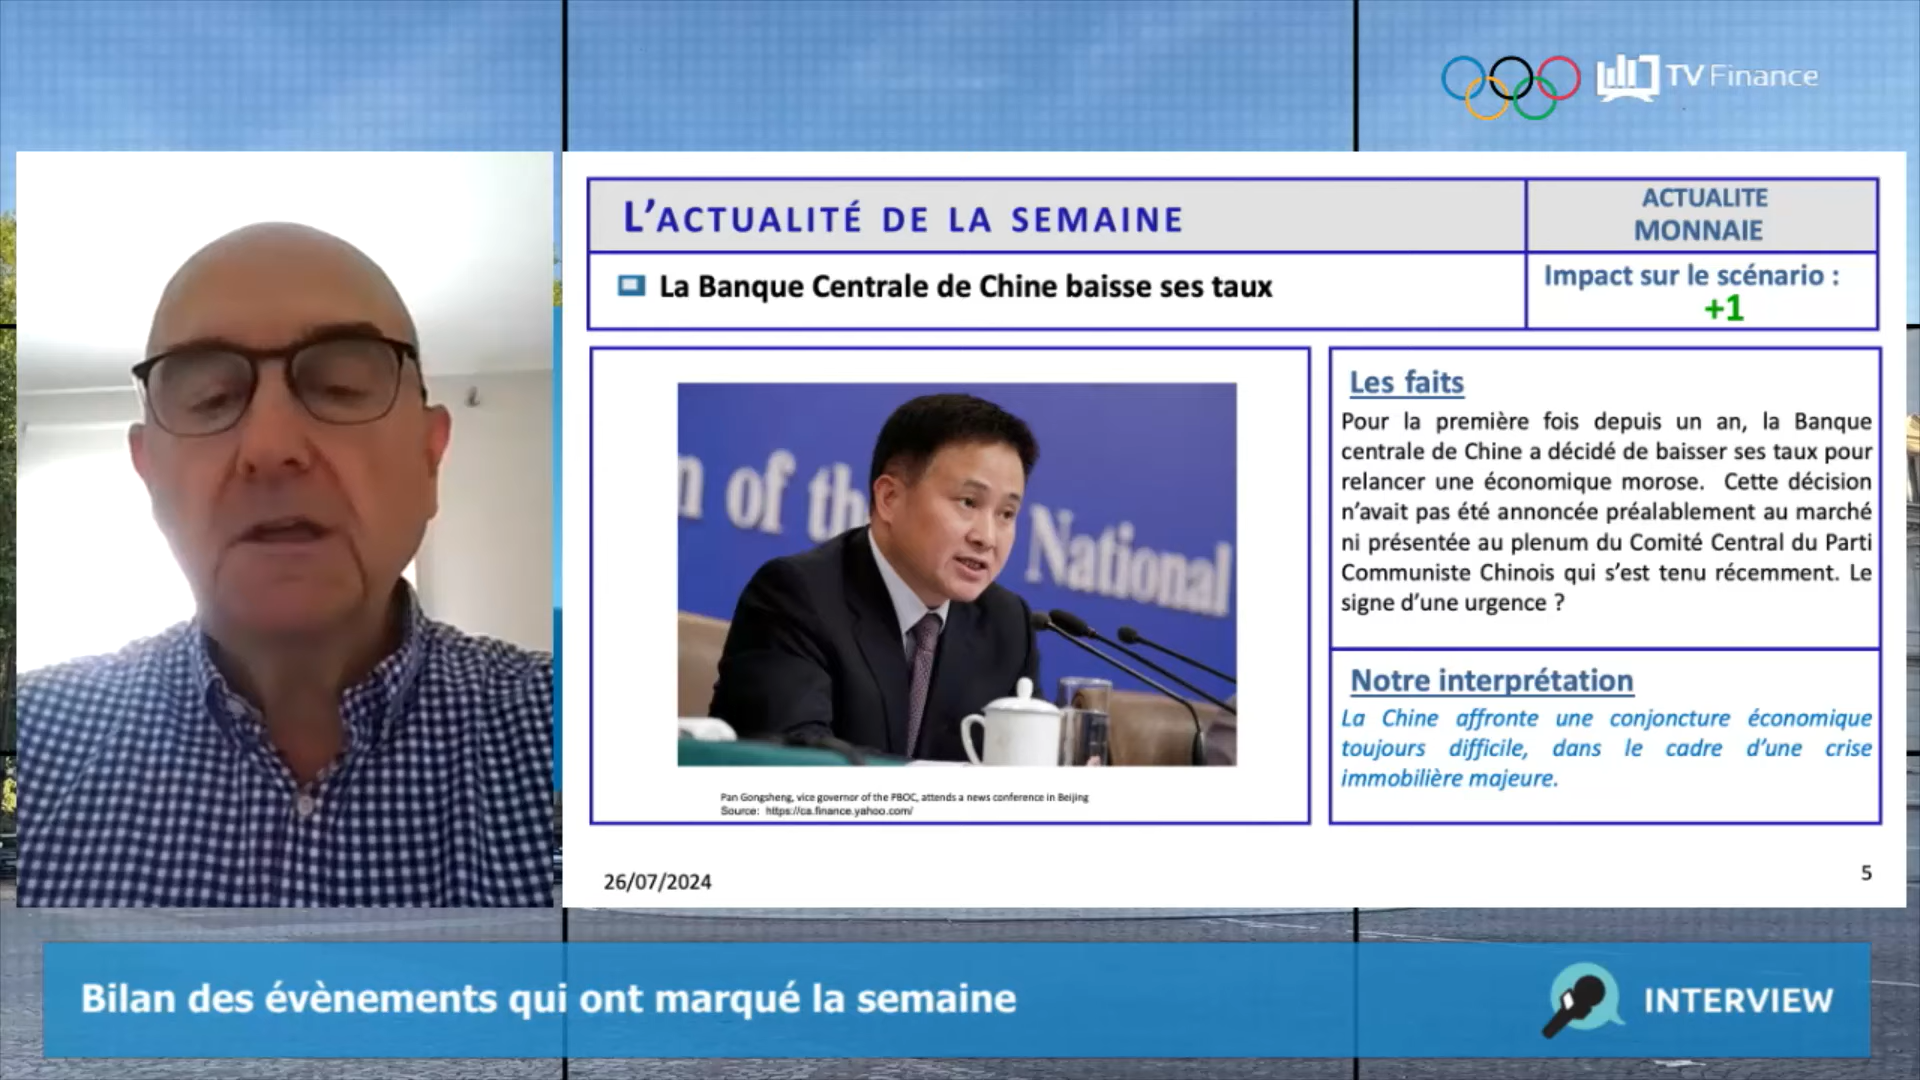 TV Finance
L'ACTUALITÉ DE LA SEMAINE
ACTUALITE
MONNAIE
La Banque Centrale de Chine baisse ses taux
Impact sur le scénario :
+1
n of th
National
Pan Gongsheng, vice governor of the PBOC, attends a news conference in Beijing
Source: https://ca.finance.yahoo.com/
Les faits
Pour la première fois depuis un an, la Banque
centrale de Chine a décidé de baisser ses taux pour
relancer une économique morose. Cette décision
n'avait pas été annoncée préalablement au marché
ni présentée au plenum du Comité Central du Parti
Communiste Chinois qui s'est tenu récemment. Le
signe d'une urgence ?
Notre interprétation
La Chine affronte une conjoncture économique
toujours difficile, dans le cadre d'une crise
immobilière majeure.
26/07/2024
5
Bilan des évènements qui ont marqué la semaine
INTERVIEW